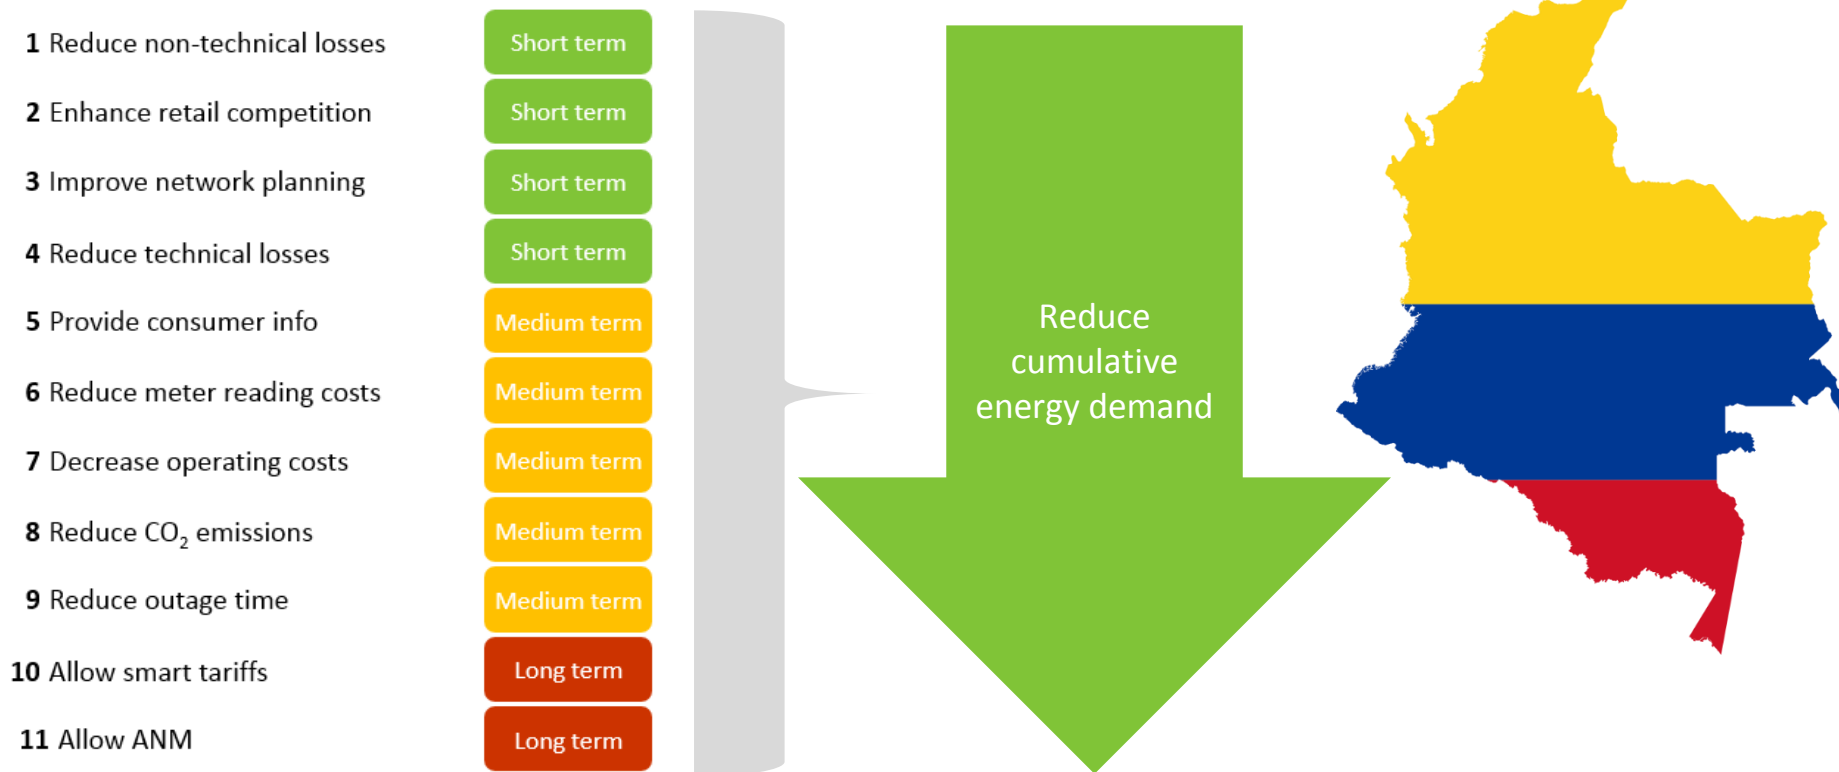 1 Reduce non-technical losses Short term
2 Enhance retail competition Short term
3 Improve network planning Short term
4 Reduce technical losses Short term
5 Provide consumer info Medium term
6 Reduce meter reading costs Medium term
7 Decrease operating costs Medium term
8 Reduce CO₂ emissions Medium term
9 Reduce outage time Medium term
10 Allow smart tariffs Long term
11 Allow ANM Long term
Reduce
cumulative
energy demand